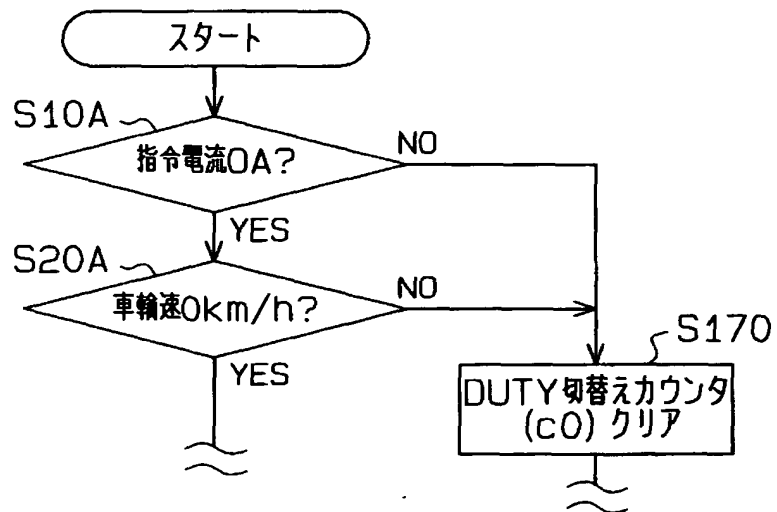 スタート
S10A
指令電流0A?
NO
YES
S20A
車輪速0km/h?
NO
YES
S170
DUTY切替えカウンタ
(c0)クリア